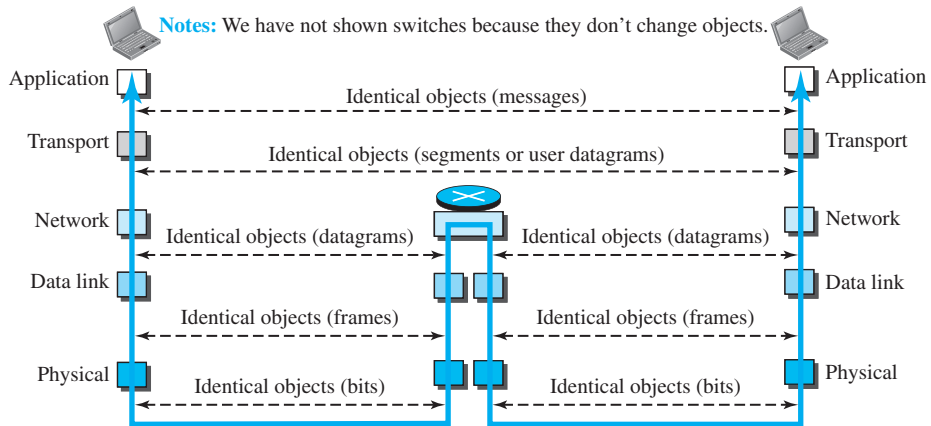 Notes: We have not shown switches because they don’t change objects.
Application
Application
Identical objects (messages)
Transport
Transport
Identical objects (segments or user datagrams)
Network
Network
Identical objects (datagrams)
Identical objects (datagrams)
Data link
Data link
Identical objects (frames)
Identical objects (frames)
Physical
Physical
Identical objects (bits)
Identical objects (bits)